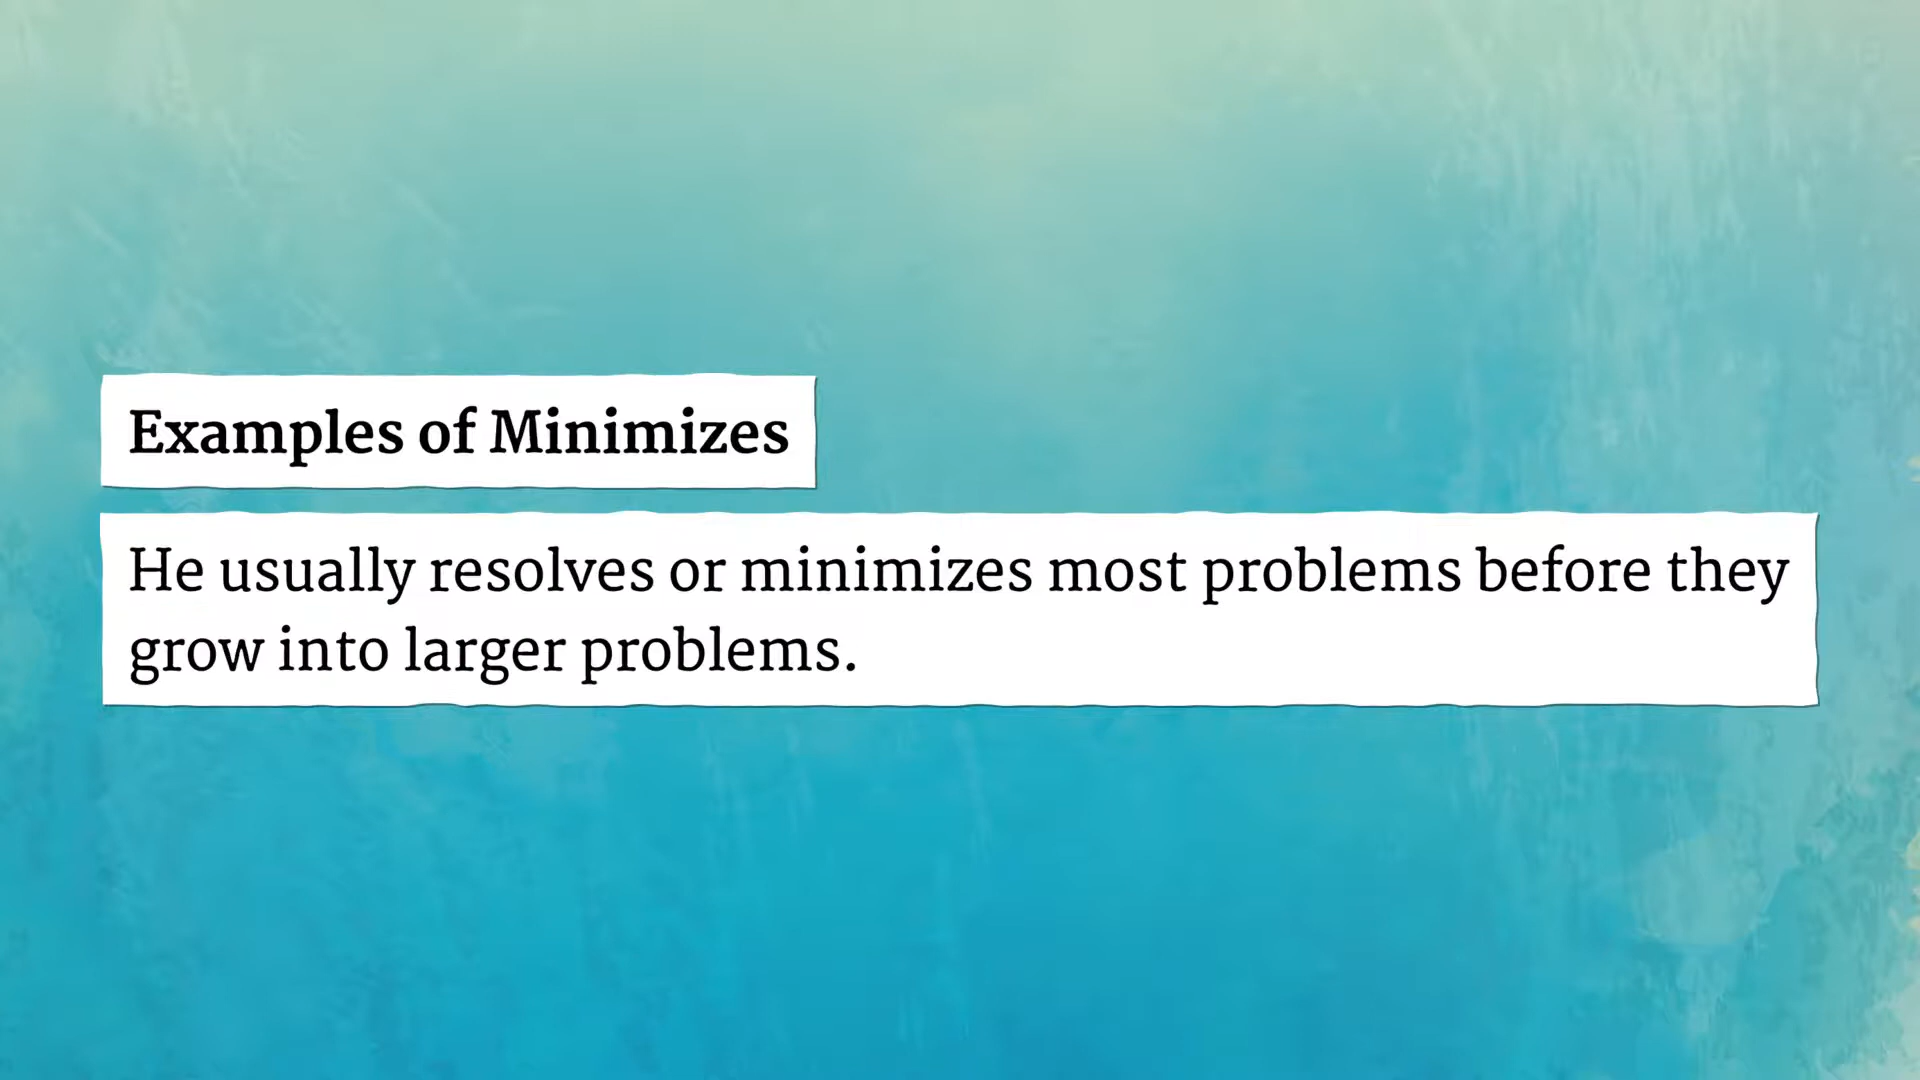 Examples of Minimizes
He usually resolves or minimizes most problems before they
grow into larger problems.